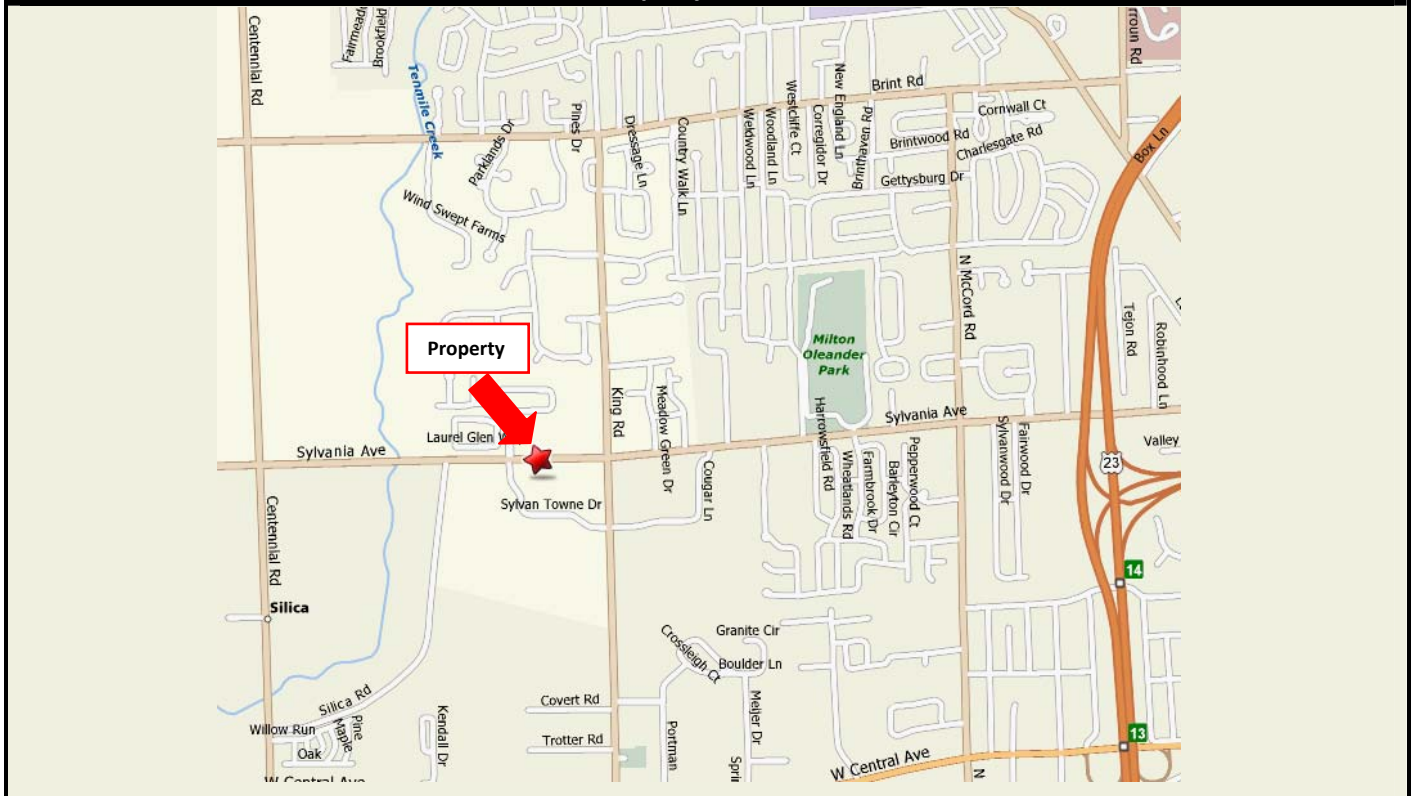 Centennial Rd
Fairmead
Brookfield
Tenmile Creek
Parklands Dr
Wind Swept Farms
Pines Dr
Dressage Ln
Country Walk Ln
Weldwood Ln
Woodland Ln
Westcliffe Ct
Corregidor Dr
New England Ln
Brinthaven Rd
Brint Rd
Cornwall Ct
Brintwood Rd
Charlesgate Rd
Gettysburg Dr
rroun Rd
Box Ln
N McCord Rd
Tejon Rd
Robinhood Ln
Milton
Oleander
Park
Property
King Rd
Meadow Green Dr
Laurel Glen
Sylvania Ave
Sylvania Ave
Harrowsfield Rd
Wheatlands Rd
Farmbrook Dr
Barleyton Cir
Pepperwood Ct
Sylvanwood Dr
Fairwood Dr
Valley
23
Cougar Ln
Sylvan Towne Dr
Centennial Rd
Silica
14
Crossleigh Ct
Granite Cir
Boulder Ln
Meijer Dr
Silica Rd
Willow Run
Pine
Maple
Oak
Kendall Dr
Covert Rd
Trotter Rd
Portman
Spri
W Central Ave
N
13
W Central Ave